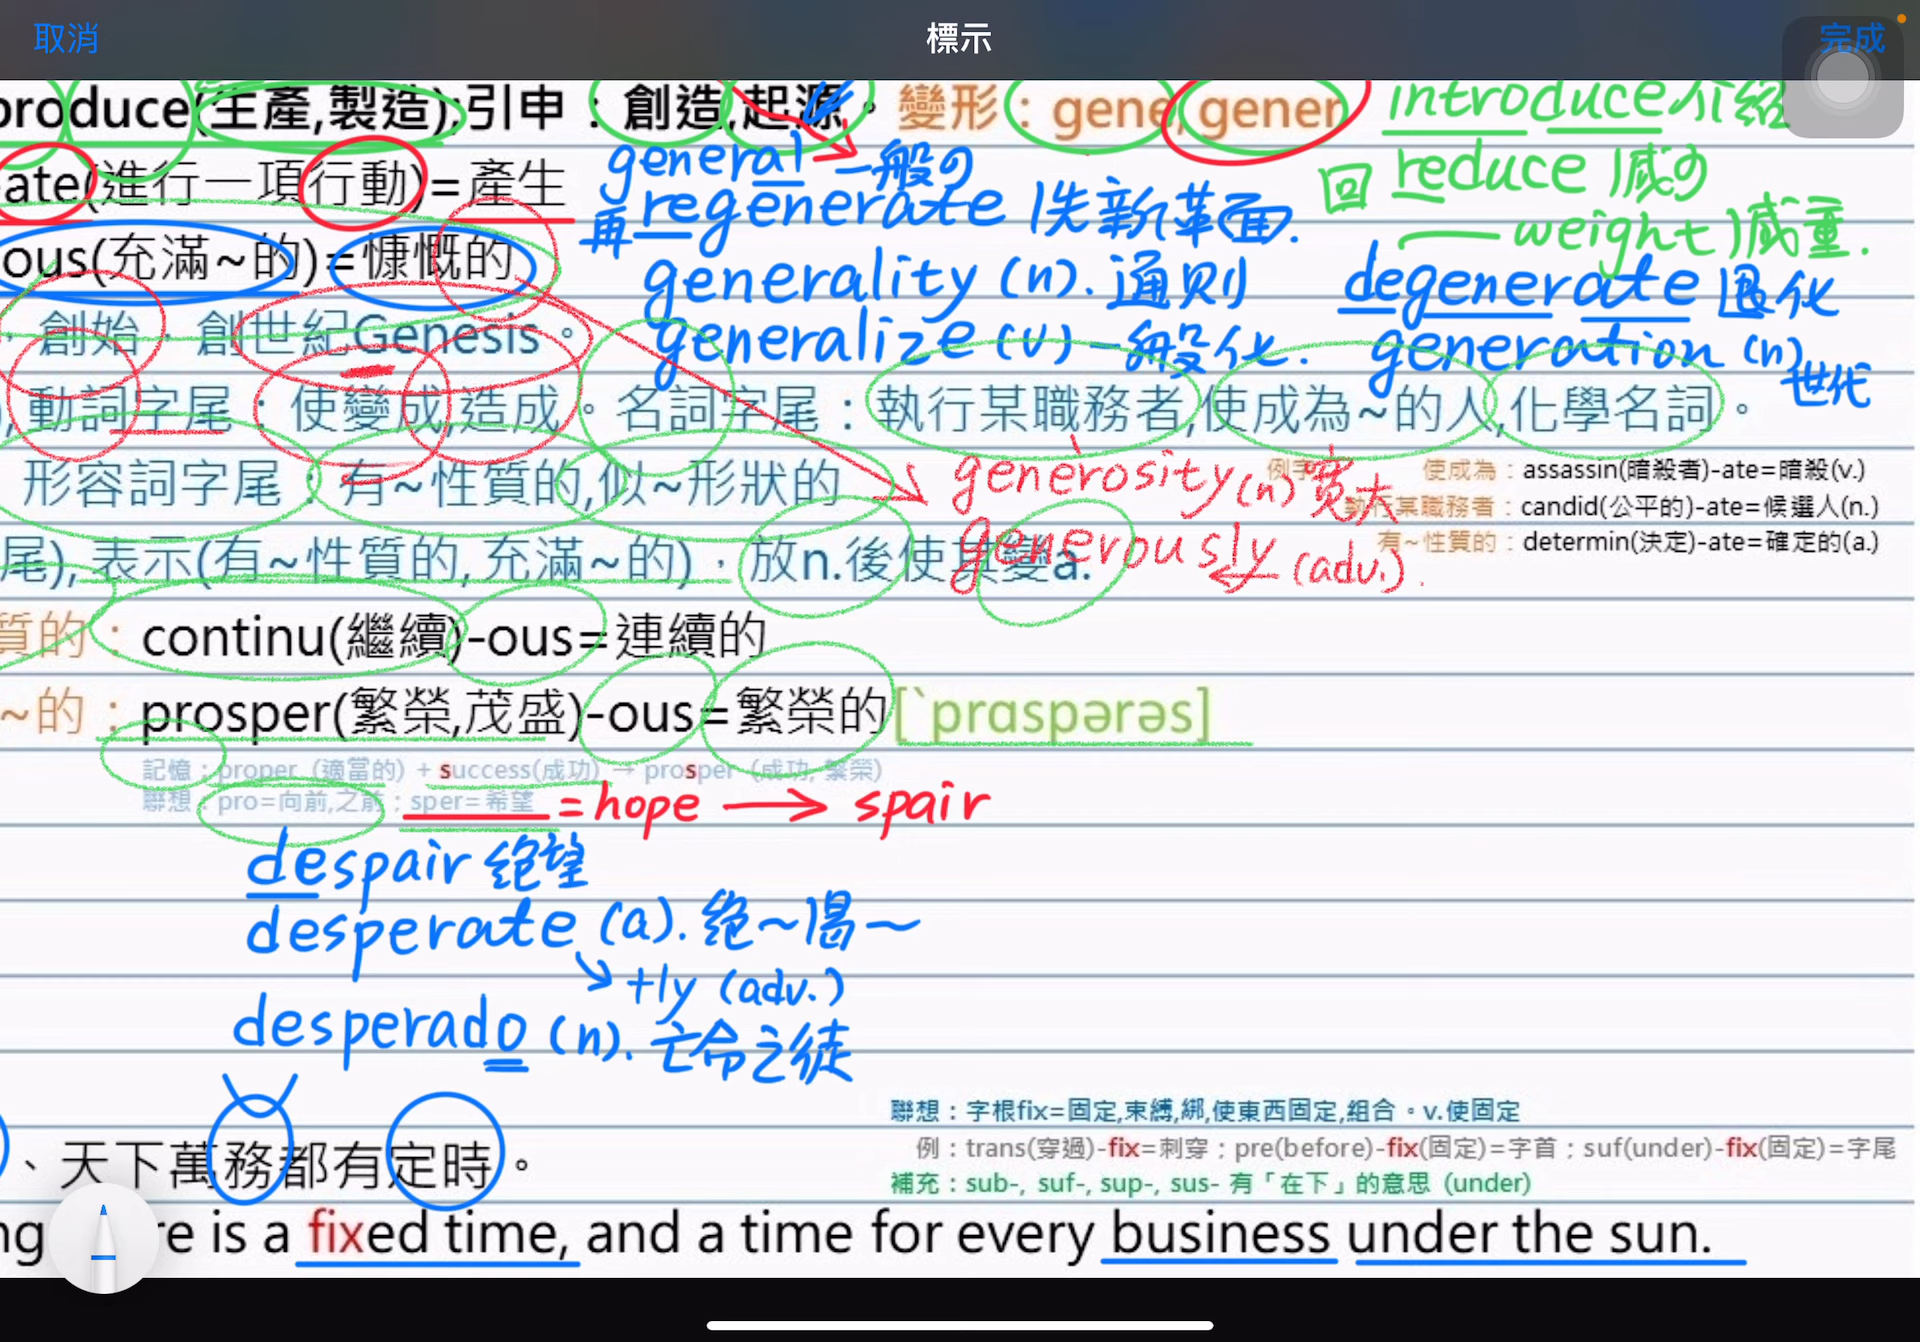 取消 標示 完成
produce(生產,製造);引申：創造,起源。 變形：gene, gener introduce介紹
general 一般的
ate(進行一項行動)=產生
再 regenerate 洗新革面.
回 reduce 減少
weight 減重.
ous(充滿~的)=慷慨的
generality (n). 通則
degenerate 退化
，創始，創世紀Genesis。
generalize (v) 一般化.
generation (n) 世代
,動詞字尾：使變成,造成。名詞字尾：執行某職務者,使成為~的人,化學名詞。
形容詞字尾：有~性質的,似~形狀的
generosity (n) 寬大
使成為：assassin(暗殺者)-ate=暗殺(v.)
執行某職務者：candid(公平的)-ate=候選人(n.)
有~性質的：determin(決定)-ate=確定的(a.)
尾), 表示(有~性質的, 充滿~的)，放n.後使其變a.
generously (adv.).
質的：continu(繼續)-ous=連續的
~的：prosper(繁榮,茂盛)-ous=繁榮的[ˋprɑspərəs]
記憶：proper (適當的) + success(成功) → prosper (成功, 繁榮)
聯想：pro=向前,之前；sper=希望 =hope → spair
despair 絕望
desperate (a). 絕~渴~
+ly (adv.)
desperado (n). 亡命之徒
聯想：字根fix=固定,束縛,綁,使東西固定,組合。v.使固定
例：trans(穿過)-fix=刺穿；pre(before)-fix(固定)=字首；suf(under)-fix(固定)=字尾
、天下萬務都有定時。
補充：sub-, suf-, sup-, sus- 有「在下」的意思 (under)
ng re is a fixed time, and a time for every business under the sun.